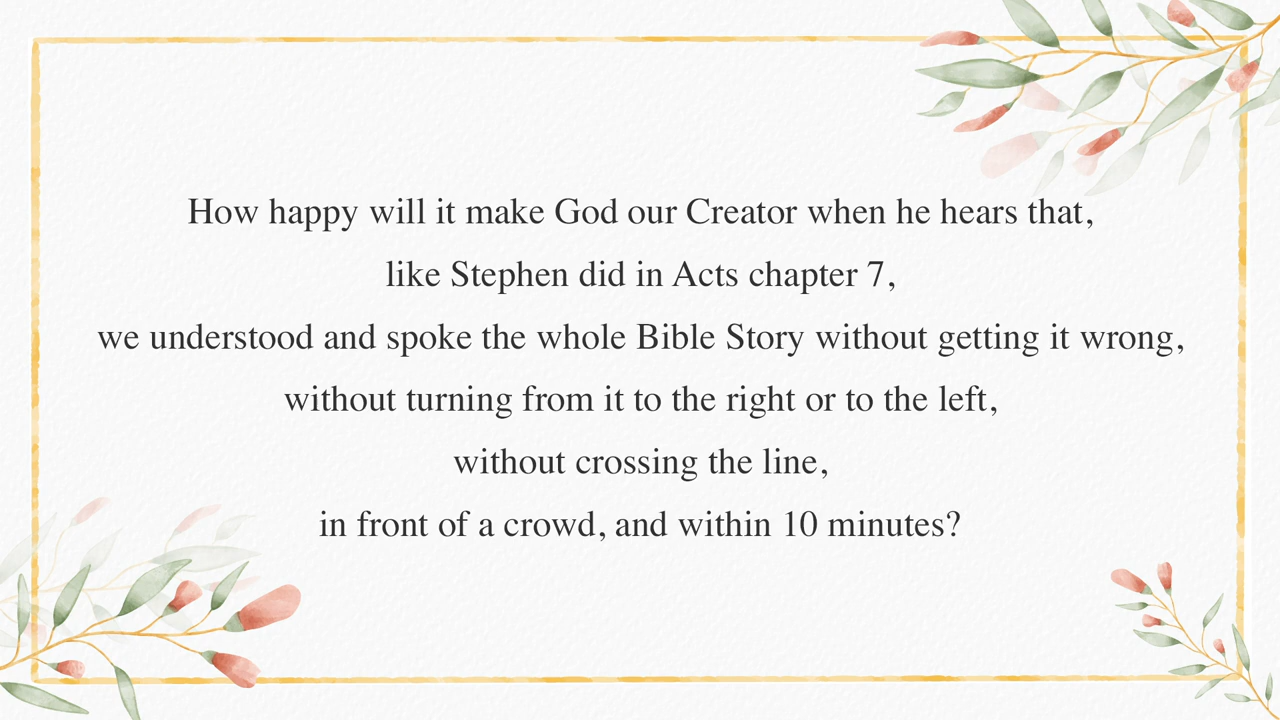 How happy will it make God our Creator when he hears that,
like Stephen did in Acts chapter 7,
we understood and spoke the whole Bible Story without getting it wrong,
without turning from it to the right or to the left,
without crossing the line,
in front of a crowd, and within 10 minutes?